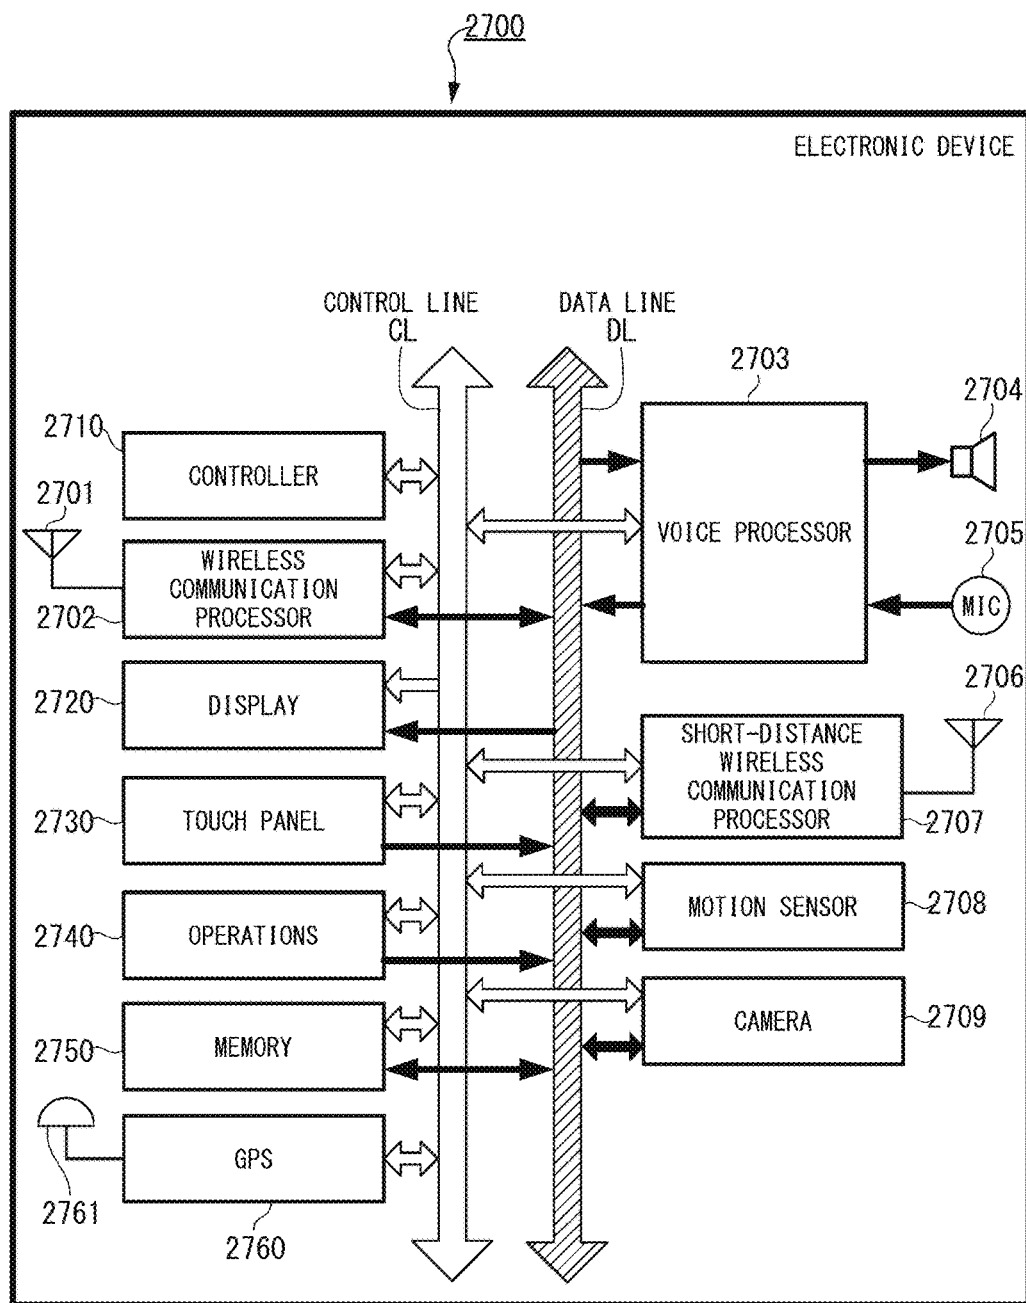 2700
ELECTRONIC DEVICE
CONTROL LINE
CL
DATA LINE
DL
2703
2704
2710
CONTROLLER
2701
WIRELESS
COMMUNICATION
PROCESSOR
2702
VOICE PROCESSOR
2705
MIC
2720
DISPLAY
2706
SHORT-DISTANCE
WIRELESS
COMMUNICATION
PROCESSOR
2707
2730
TOUCH PANEL
MOTION SENSOR
2708
2740
OPERATIONS
CAMERA
2709
2750
MEMORY
GPS
2761
2760